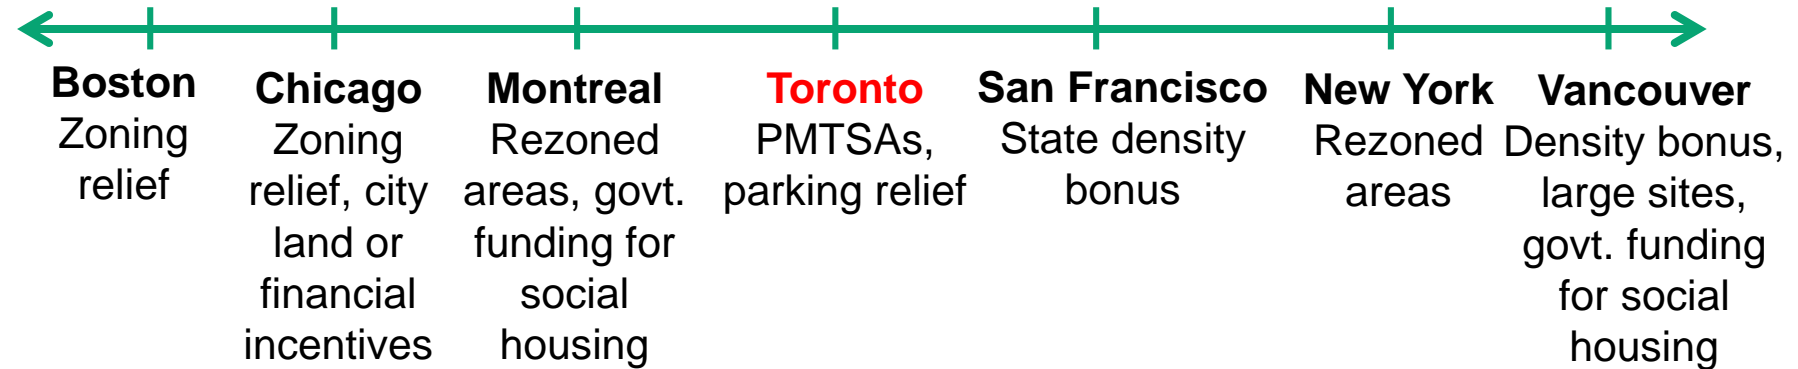 Boston
Zoning
relief
Chicago
Zoning
relief, city
land or
financial
incentives
Montreal
Rezoned
areas, govt.
funding for
social
housing
Toronto
PMTSAs,
parking relief
San Francisco
State density
bonus
New York
Rezoned
areas
Vancouver
Density bonus,
large sites,
govt. funding
for social
housing